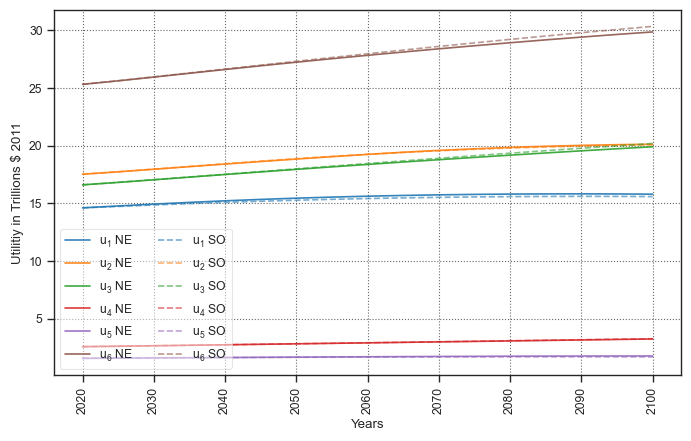 Utilitiy in Trillions $ 2011
30
25
20
15
10
5
u₁ NE
u₂ NE
u₃ NE
u₄ NE
u₅ NE
u₆ NE
u₁ SO
u₂ SO
u₃ SO
u₄ SO
u₅ SO
u₆ SO
2020
2030
2040
2050
2060
2070
2080
2090
2100
Years